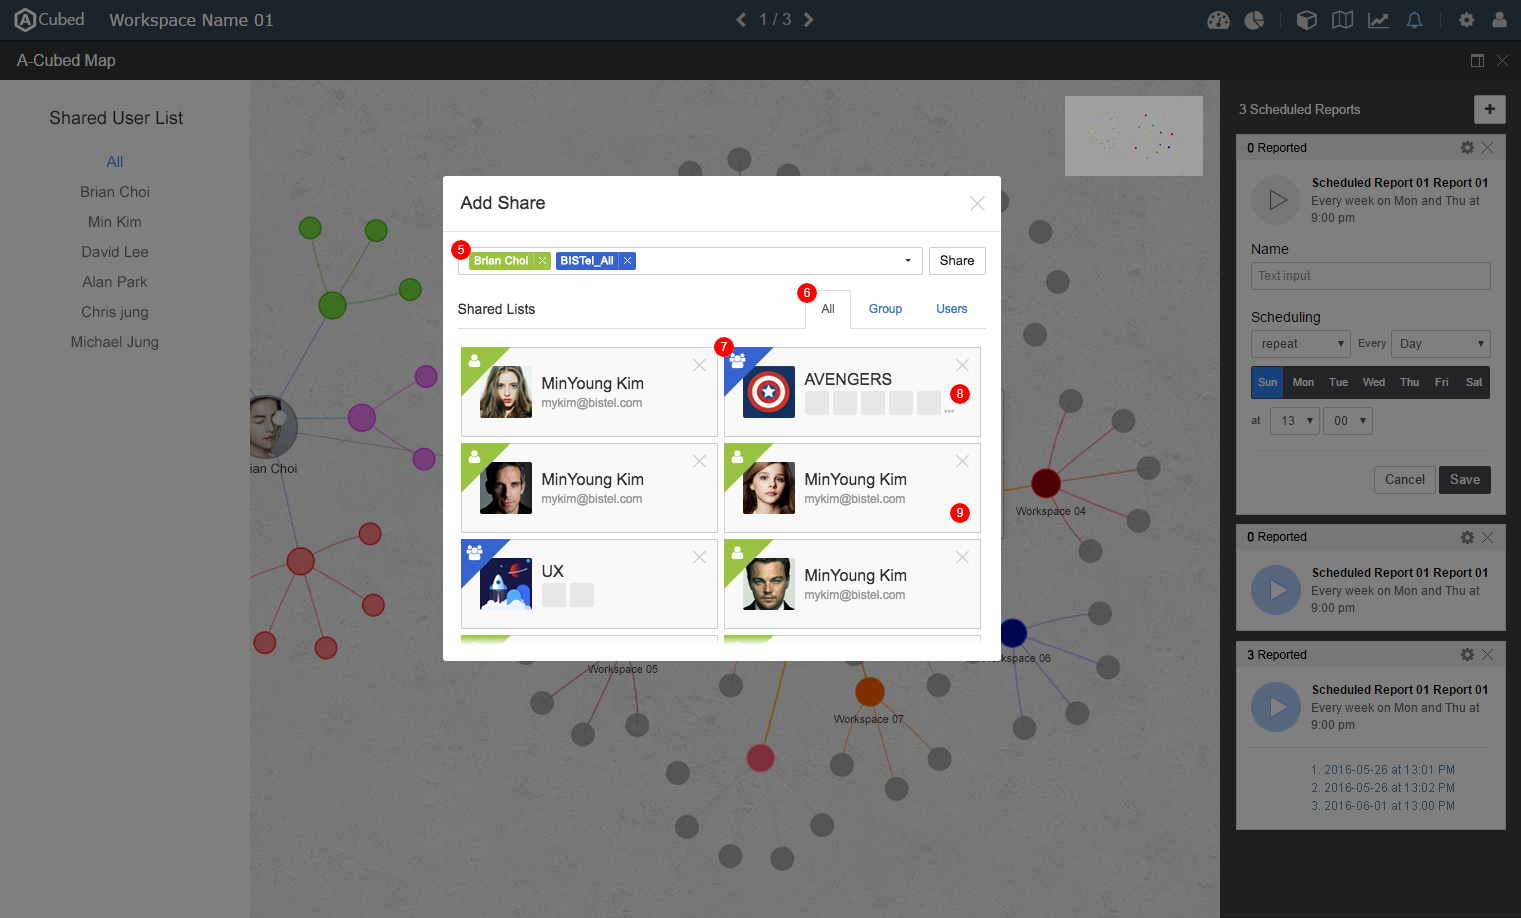 A Cubed
Workspace Name 01
1 / 3
A-Cubed Map
Shared User List
All
Brian Choi
Min Kim
David Lee
Alan Park
Chris jung
Michael Jung
ian Choi
Add Share
5
Brian Choi
BISTel_All
Share
Shared Lists
6
All
Group
Users
MinYoung Kim
mykim@bistel.com
7
AVENGERS
8
...
MinYoung Kim
mykim@bistel.com
MinYoung Kim
mykim@bistel.com
9
UX
MinYoung Kim
mykim@bistel.com
Workspace 04
Workspace 05
kspace 06
Workspace 07
3 Scheduled Reports
+
0 Reported
Scheduled Report 01 Report 01
Every week on Mon and Thu at
9:00 pm
Name
Text input
Scheduling
repeat
Every
Day
Sun Mon Tue Wed Thu Fri Sat
at 13 00
Cancel
Save
0 Reported
Scheduled Report 01 Report 01
Every week on Mon and Thu at
9:00 pm
3 Reported
Scheduled Report 01 Report 01
Every week on Mon and Thu at
9:00 pm
1. 2016-05-26 at 13:01 PM
2. 2016-05-26 at 13:02 PM
3. 2016-06-01 at 13:00 PM